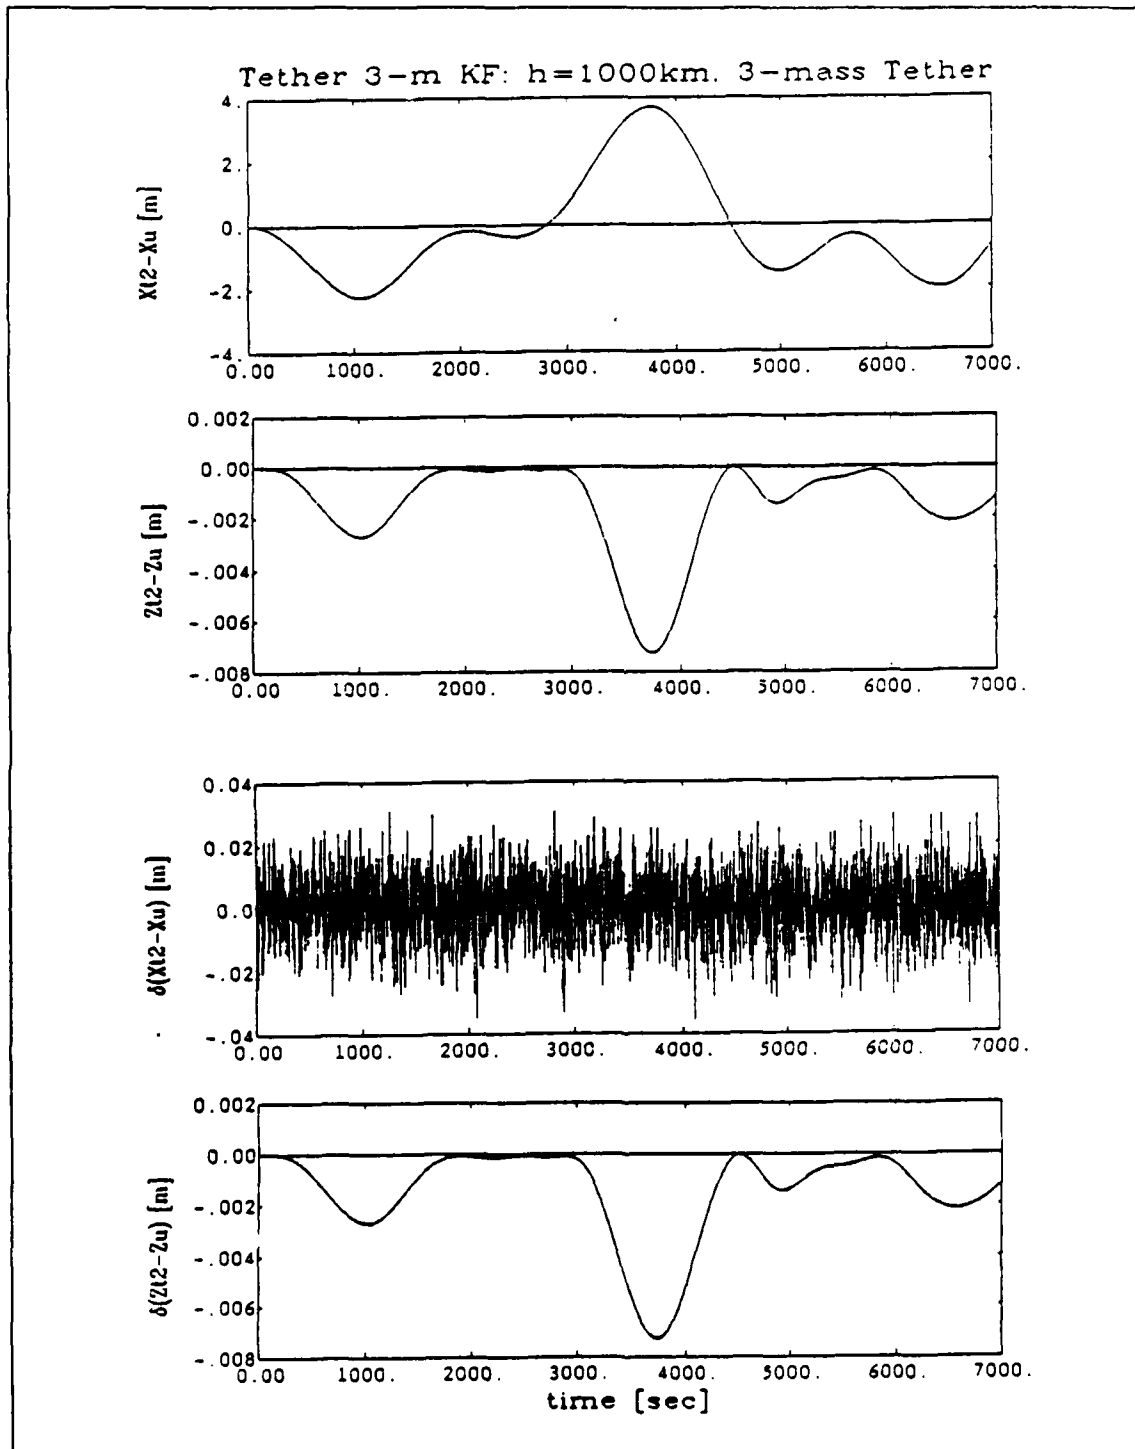 Tether 3-m KF: h=1000km. 3-mass Tether
4.
2.
0.
-2.
-4.
Xt2-Xu [m]
0.00 1000. 2000. 3000. 4000. 5000. 6000. 7000.
0.002
0.00
-.002
-.004
-.006
-.008
Zt2-Zu [m]
0.00 1000. 2000. 3000. 4000. 5000. 6000. 7000.
0.04
0.02
0.0
-.02
-.04
δ(Xt2-Xu) [m]
0.00 1000. 2000. 3000. 4000. 5000. 6000. 7000.
0.002
0.00
-.002
-.004
-.006
-.008
δ(Zt2-Zu) [m]
0.00 1000. 2000. 3000. 4000. 5000. 6000. 7000.
time [sec]